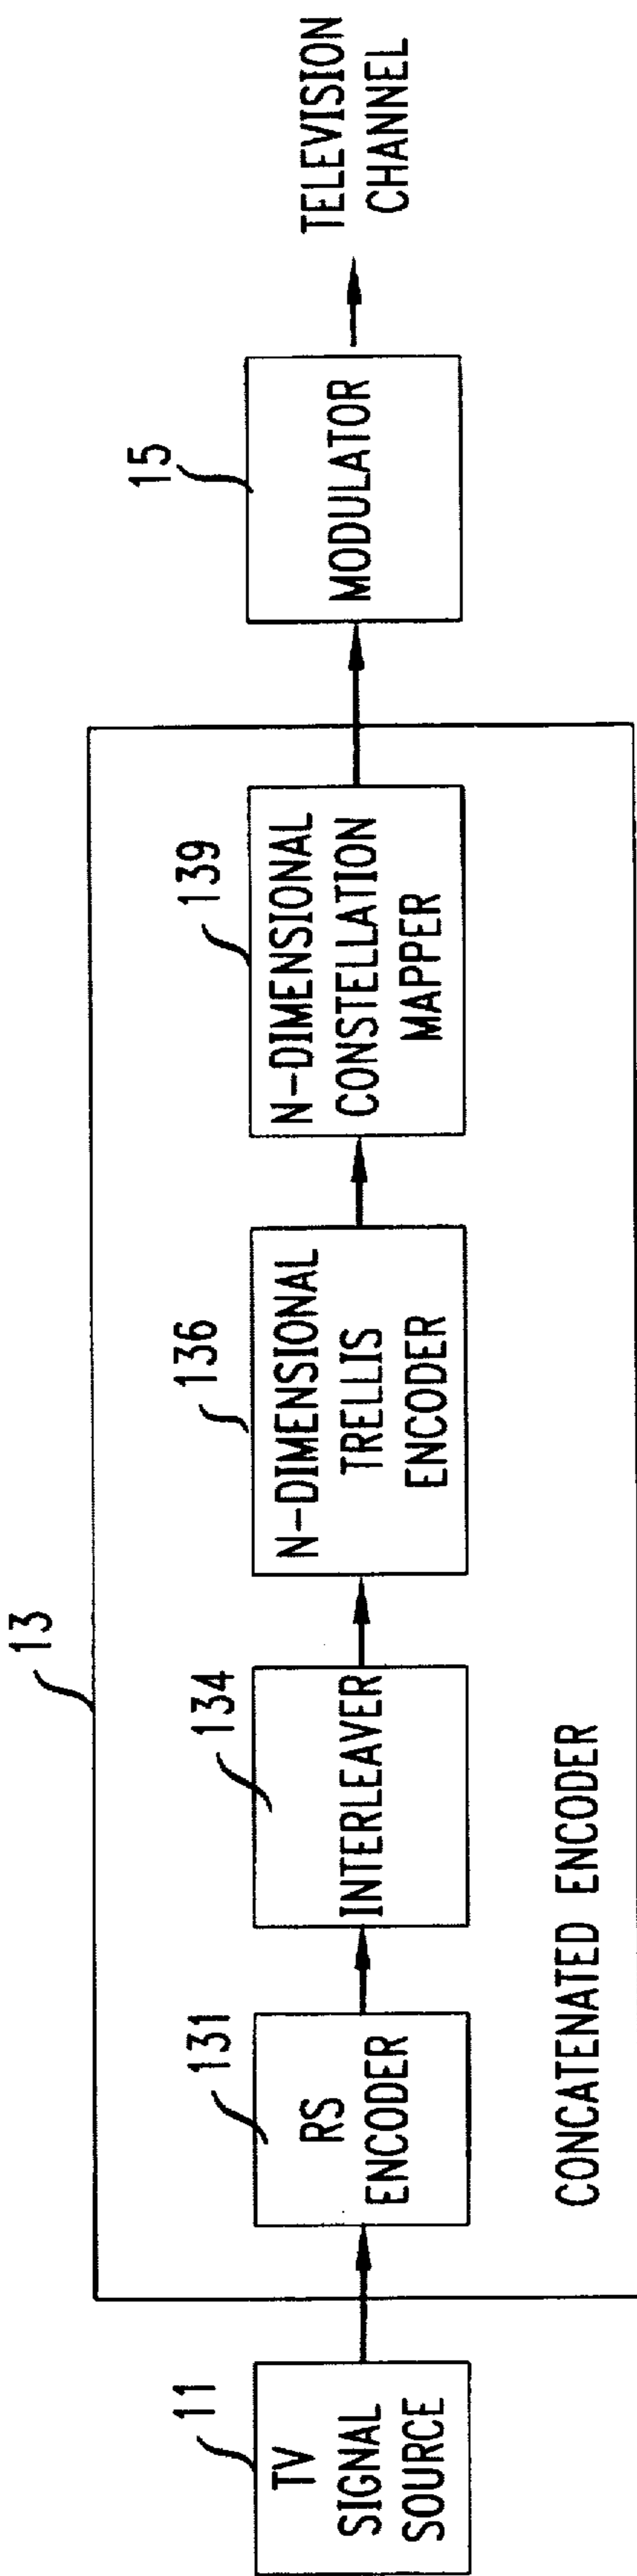 13
11
TV
SIGNAL
SOURCE
131
RS
ENCODER
134
INTERLEAVER
136
N-DIMENSIONAL
TRELLIS
ENCODER
139
N-DIMENSIONAL
CONSTELLATION
MAPPER
15
MODULATOR
TELEVISION
CHANNEL
CONCATENATED ENCODER